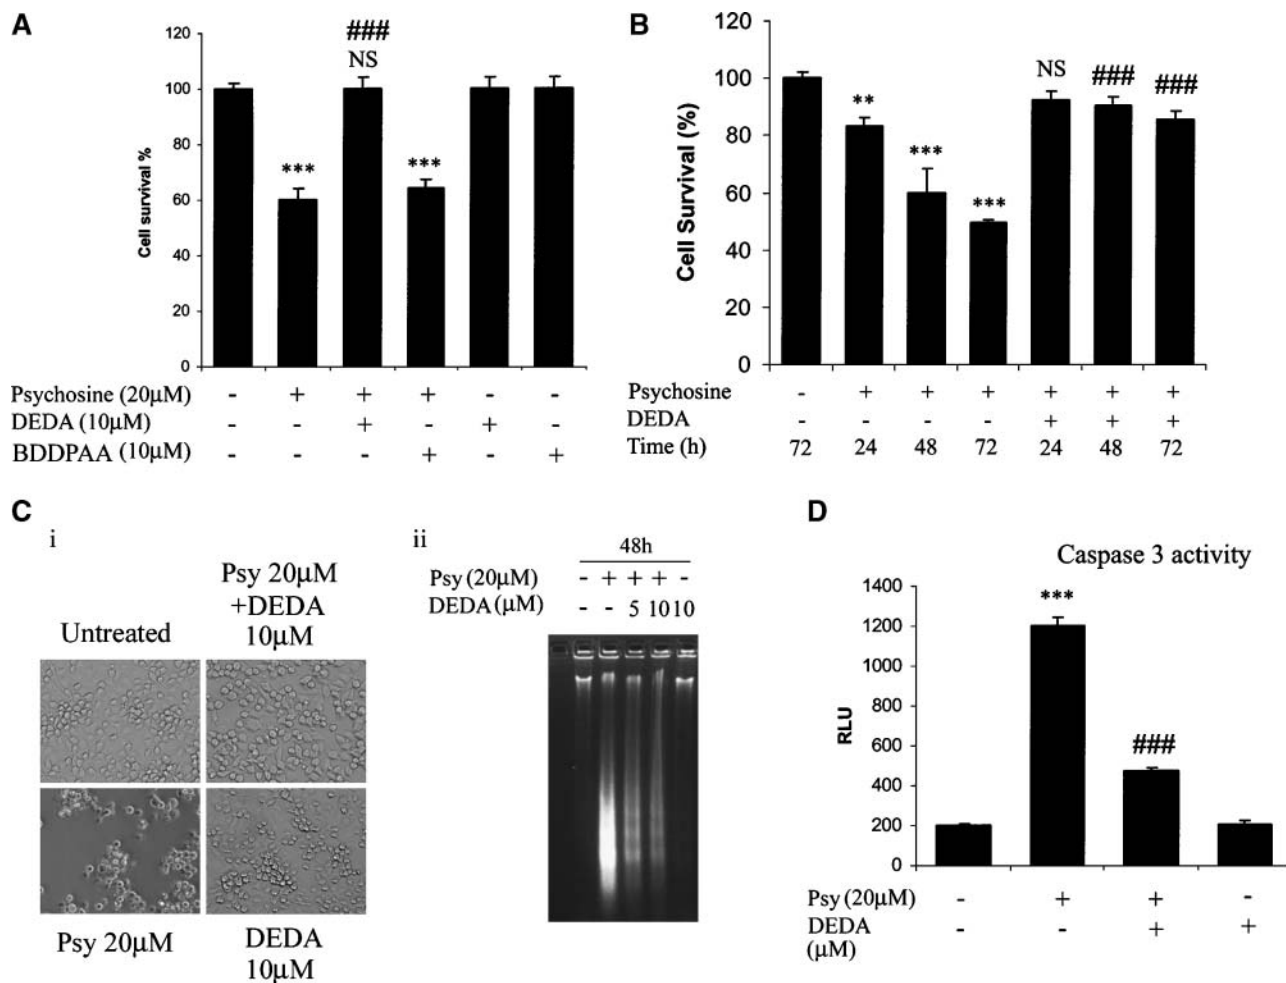 A
120
100
80
60
40
20
0
Cell survival %
***
###
NS
***
Psychosine (20µM) - + + + - -
DEDA (10µM) - - + - + -
BDDPAA (10µM) - - - + - +
B
120
100
80
60
40
20
0
Cell Survival (%)
**
***
***
NS
###
###
Psychosine - + + + + + +
DEDA - - - - + + +
Time (h) 72 24 48 72 24 48 72
C
i
Untreated
Psy 20µM
+DEDA
10µM
Psy 20µM
DEDA
10µM
ii
48h
Psy (20µM) - + + + -
DEDA (µM) - - 5 10 10
D
Caspase 3 activity
1400
1200
1000
800
600
400
200
0
RLU
***
###
Psy (20µM) - + + -
DEDA - - + +
(µM)